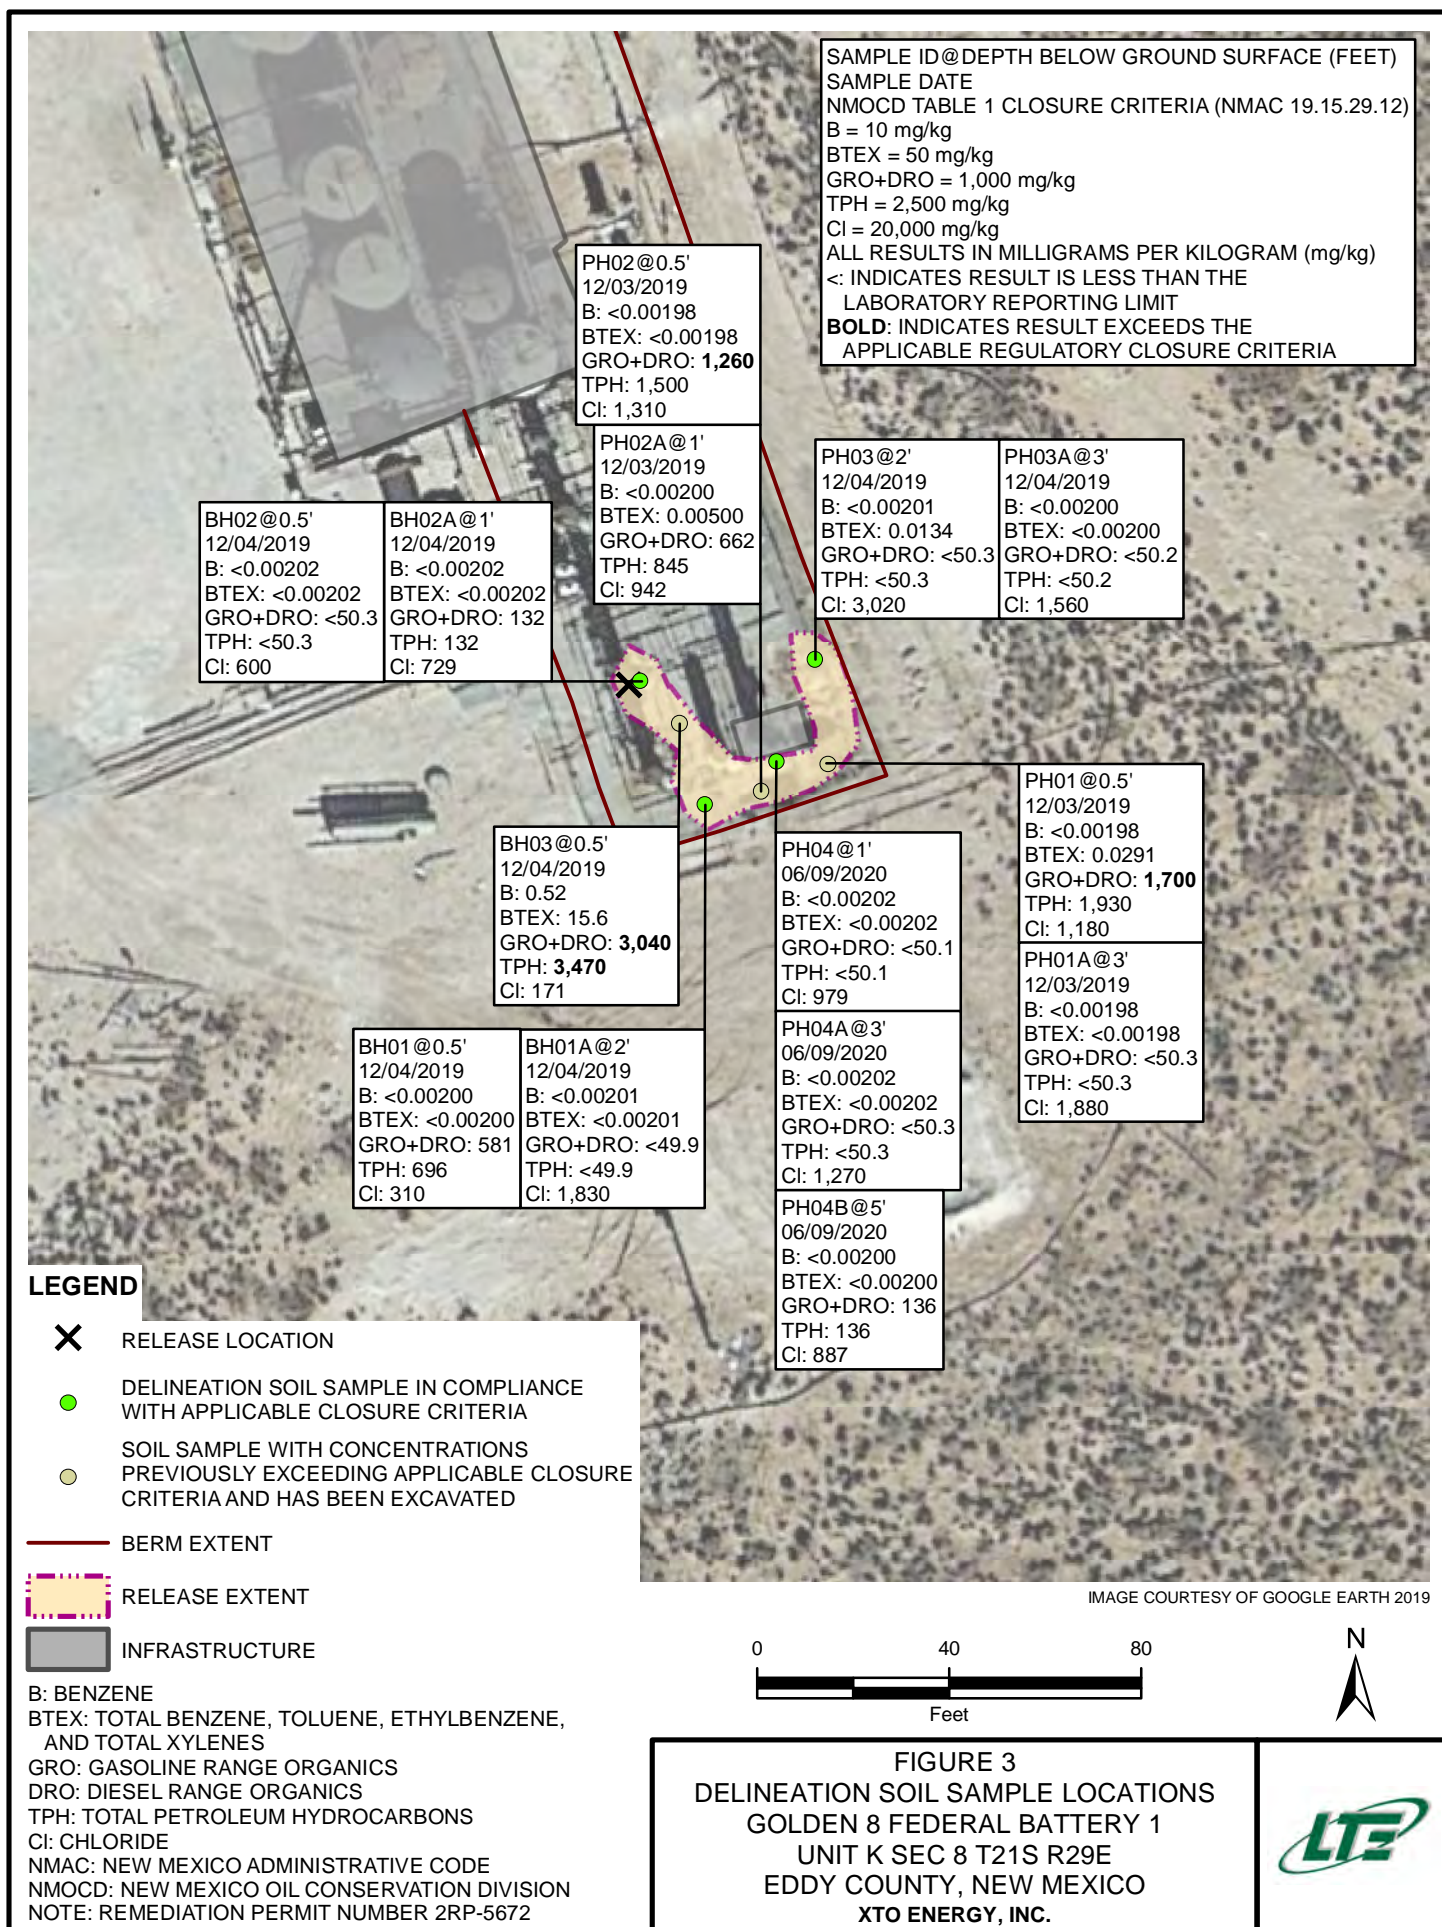 SAMPLE ID@DEPTH BELOW GROUND SURFACE (FEET)
SAMPLE DATE
NMOCD TABLE 1 CLOSURE CRITERIA (NMAC 19.15.29.12)
B = 10 mg/kg
BTEX = 50 mg/kg
GRO+DRO = 1,000 mg/kg
TPH = 2,500 mg/kg
Cl = 20,000 mg/kg
ALL RESULTS IN MILLIGRAMS PER KILOGRAM (mg/kg)
<: INDICATES RESULT IS LESS THAN THE
LABORATORY REPORTING LIMIT
BOLD: INDICATES RESULT EXCEEDS THE
APPLICABLE REGULATORY CLOSURE CRITERIA
PH02@0.5'
12/03/2019
B: <0.00198
BTEX: <0.00198
GRO+DRO: 1,260
TPH: 1,500
Cl: 1,310
PH02A@1'
12/03/2019
B: <0.00200
BTEX: 0.00500
GRO+DRO: 662
TPH: 845
Cl: 942
PH03@2'
12/04/2019
B: <0.00201
BTEX: 0.0134
GRO+DRO: <50.3
TPH: <50.3
Cl: 3,020
PH03A@3'
12/04/2019
B: <0.00200
BTEX: <0.00200
GRO+DRO: <50.2
TPH: <50.2
Cl: 1,560
BH02@0.5'
12/04/2019
B: <0.00202
BTEX: <0.00202
GRO+DRO: <50.3
TPH: <50.3
Cl: 600
BH02A@1'
12/04/2019
B: <0.00202
BTEX: <0.00202
GRO+DRO: 132
TPH: 132
Cl: 729
BH03@0.5'
12/04/2019
B: 0.52
BTEX: 15.6
GRO+DRO: 3,040
TPH: 3,470
Cl: 171
PH04@1'
06/09/2020
B: <0.00202
BTEX: <0.00202
GRO+DRO: <50.1
TPH: <50.1
Cl: 979
PH04A@3'
06/09/2020
B: <0.00202
BTEX: <0.00202
GRO+DRO: <50.3
TPH: <50.3
Cl: 1,270
PH04B@5'
06/09/2020
B: <0.00200
BTEX: <0.00200
GRO+DRO: 136
TPH: 136
Cl: 887
PH01@0.5'
12/03/2019
B: <0.00198
BTEX: 0.0291
GRO+DRO: 1,700
TPH: 1,930
Cl: 1,180
PH01A@3'
12/03/2019
B: <0.00198
BTEX: <0.00198
GRO+DRO: <50.3
TPH: <50.3
Cl: 1,880
BH01@0.5'
12/04/2019
B: <0.00200
BTEX: <0.00200
GRO+DRO: 581
TPH: 696
Cl: 310
BH01A@2'
12/04/2019
B: <0.00201
BTEX: <0.00201
GRO+DRO: <49.9
TPH: <49.9
Cl: 1,830
LEGEND
RELEASE LOCATION
DELINEATION SOIL SAMPLE IN COMPLIANCE
WITH APPLICABLE CLOSURE CRITERIA
SOIL SAMPLE WITH CONCENTRATIONS
PREVIOUSLY EXCEEDING APPLICABLE CLOSURE
CRITERIA AND HAS BEEN EXCAVATED
BERM EXTENT
RELEASE EXTENT
INFRASTRUCTURE
B: BENZENE
BTEX: TOTAL BENZENE, TOLUENE, ETHYLBENZENE,
AND TOTAL XYLENES
GRO: GASOLINE RANGE ORGANICS
DRO: DIESEL RANGE ORGANICS
TPH: TOTAL PETROLEUM HYDROCARBONS
Cl: CHLORIDE
NMAC: NEW MEXICO ADMINISTRATIVE CODE
NMOCD: NEW MEXICO OIL CONSERVATION DIVISION
NOTE: REMEDIATION PERMIT NUMBER 2RP-5672
IMAGE COURTESY OF GOOGLE EARTH 2019
0 40 80
Feet
N
FIGURE 3
DELINEATION SOIL SAMPLE LOCATIONS
GOLDEN 8 FEDERAL BATTERY 1
UNIT K SEC 8 T21S R29E
EDDY COUNTY, NEW MEXICO
XTO ENERGY, INC.
LTE